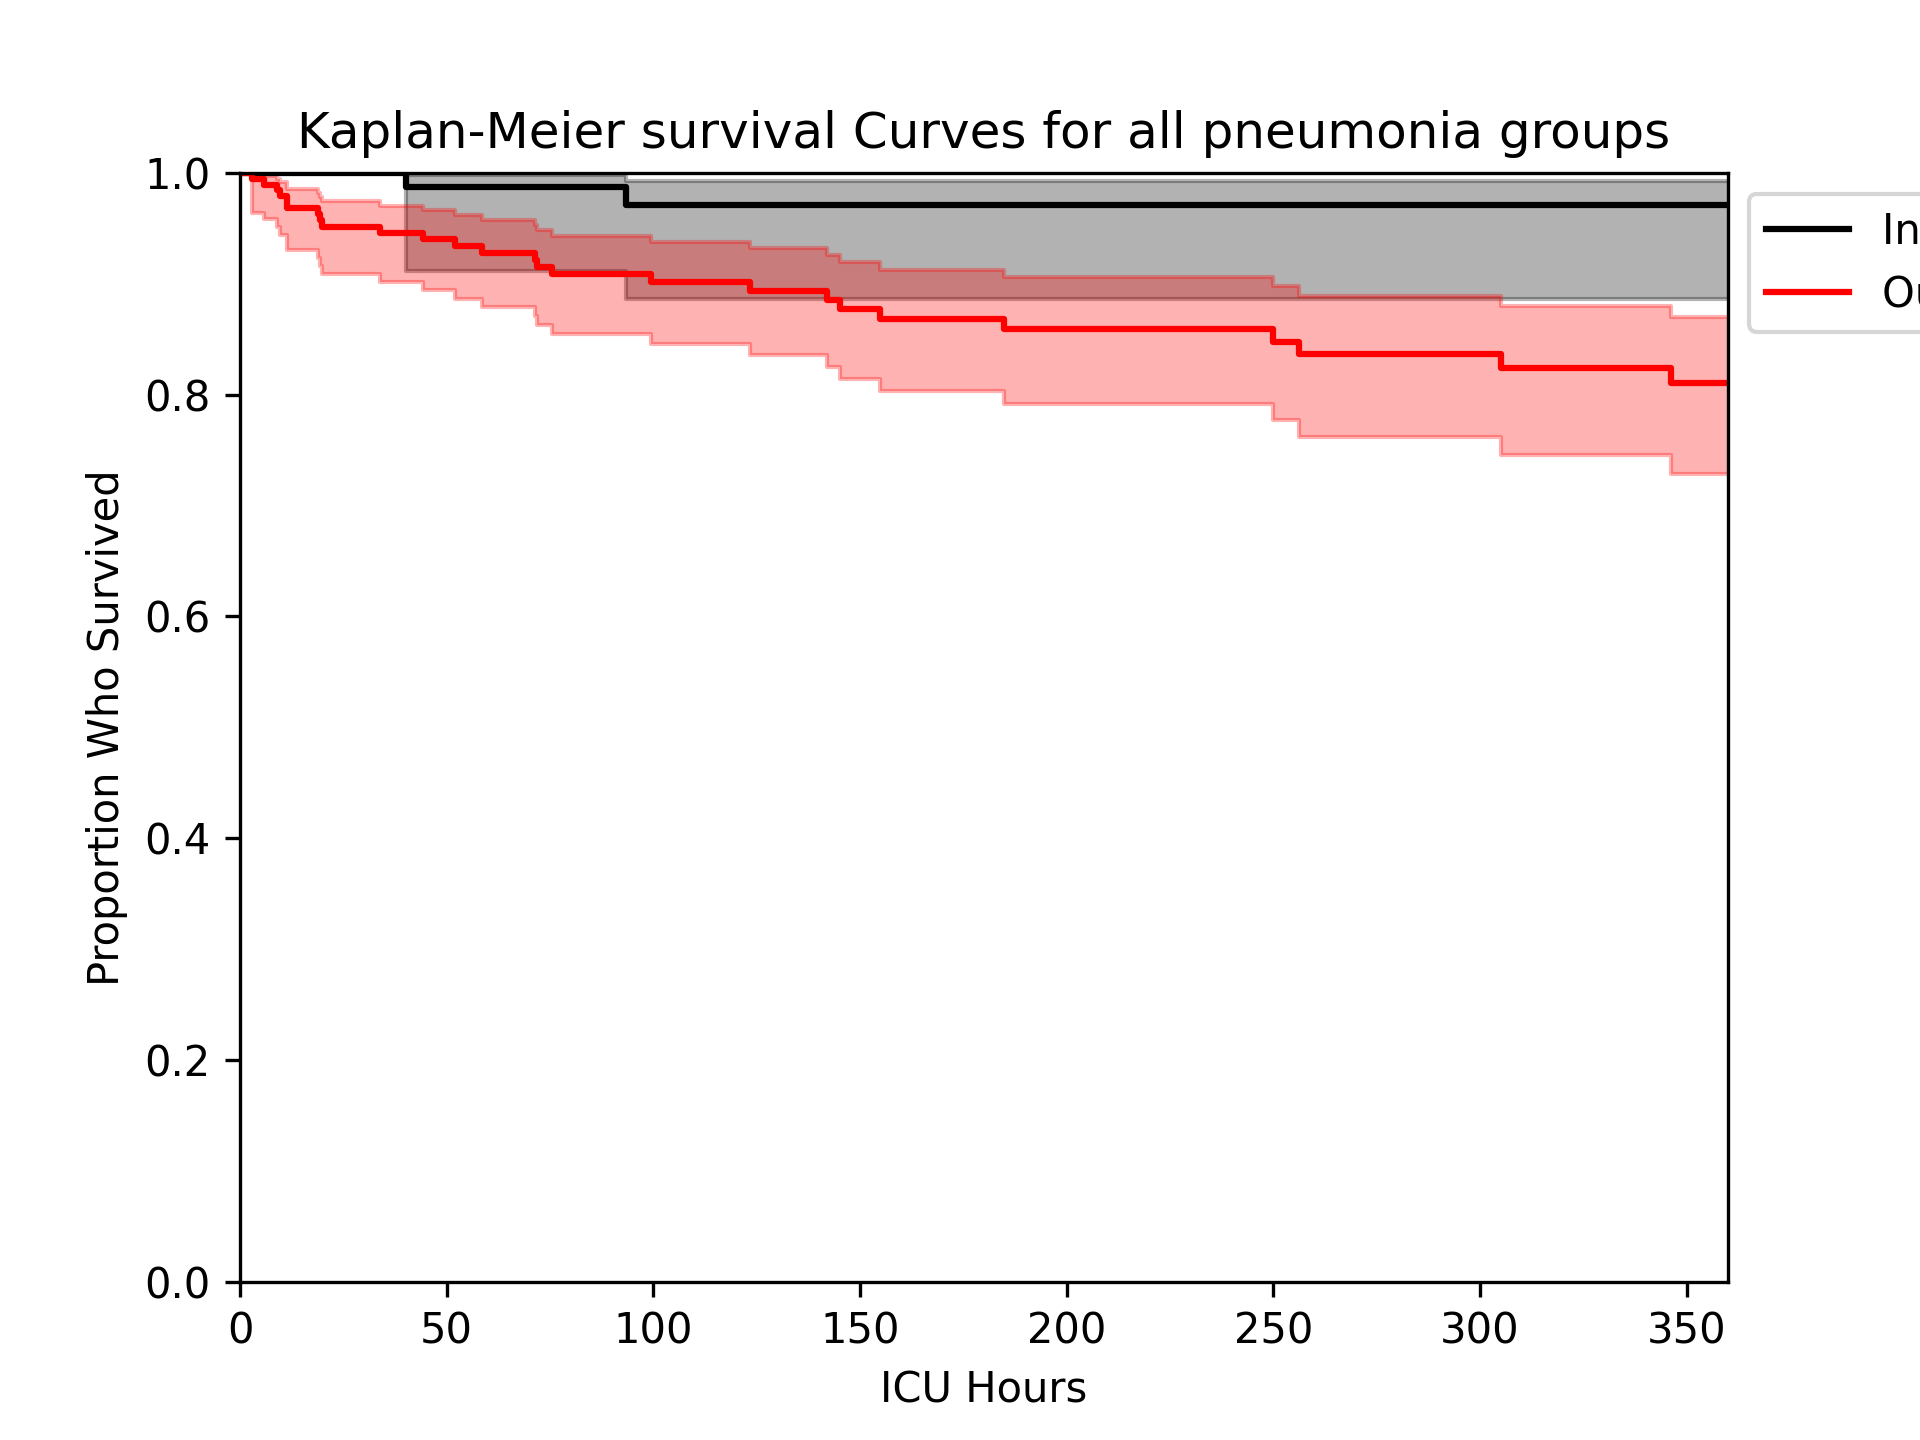 Kaplan-Meier survival Curves for all pneumonia groups
1.0
0.8
0.6
0.4
0.2
0.0
Proportion Who Survived
0 50 100 150 200 250 300 350
ICU Hours
In
Ou